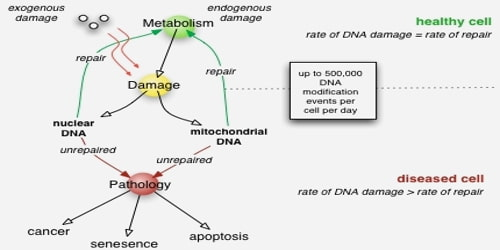 exogenous
damage
endogenous
damage
Metabolism
healthy cell
rate of DNA damage = rate of repair
repair
repair
Damage
up to 500,000
DNA
modification
events per
cell per day
nuclear
DNA
mitochondrial
DNA
unrepaired
unrepaired
Pathology
diseased cell
rate of DNA damage > rate of repair
cancer
senesence
apoptosis